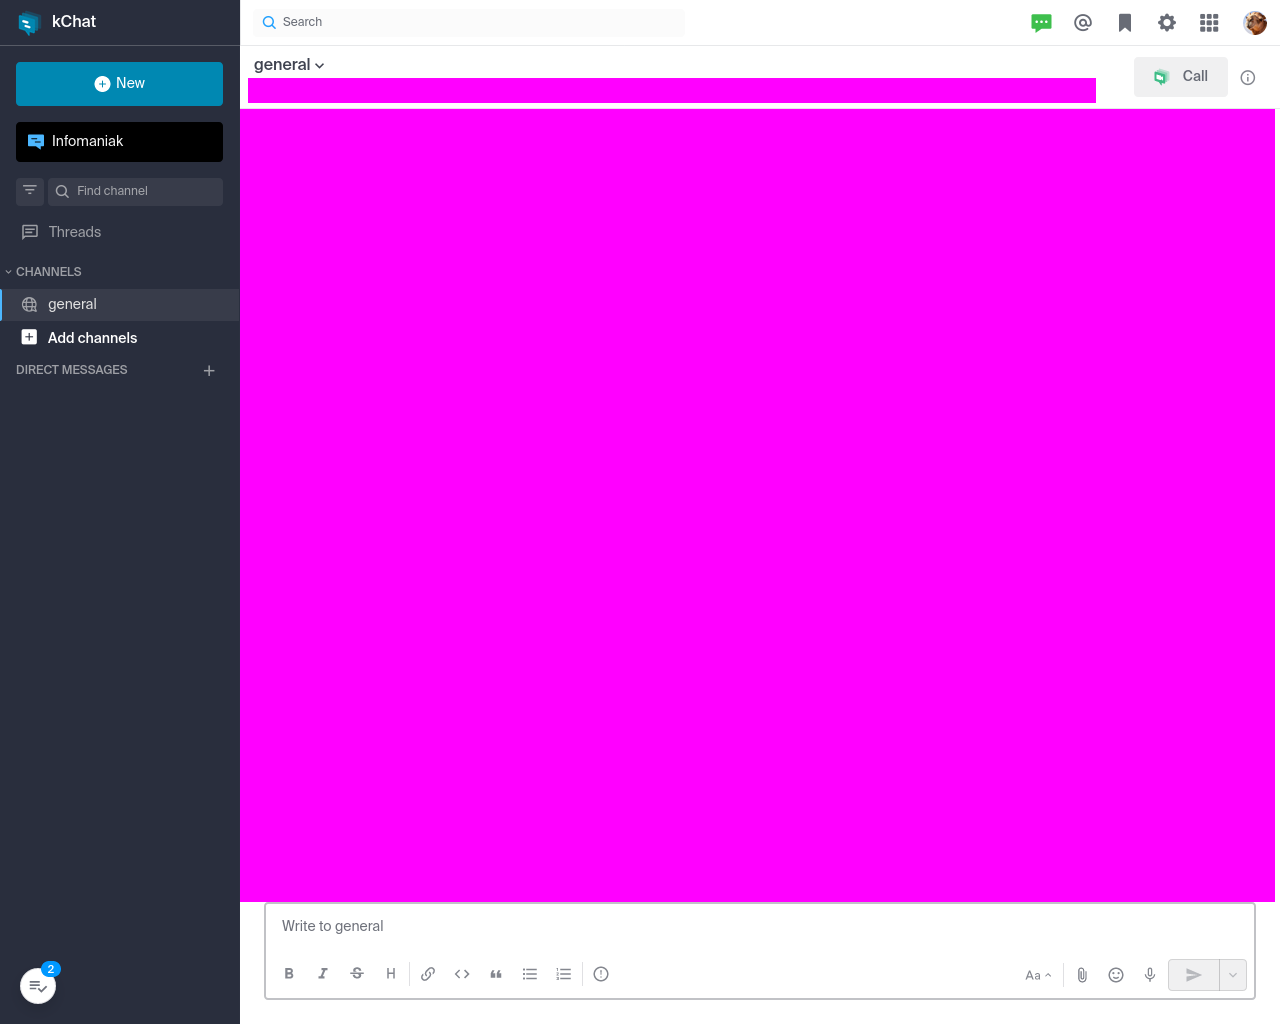 kChat
Search
New
Infomaniak
Find channel
Threads
CHANNELS
general
Add channels
DIRECT MESSAGES
2
general
Call
Write to general
B I S H
Aa